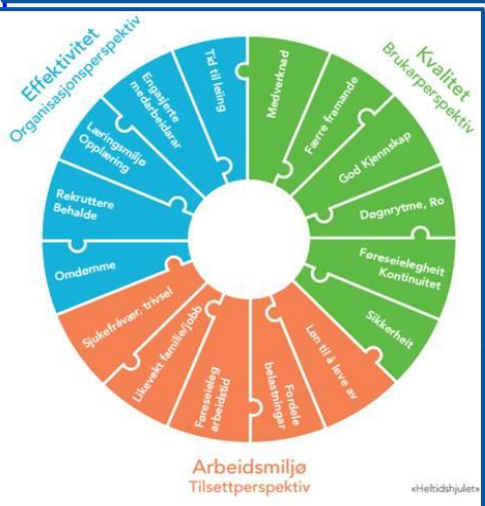 Effektivitet
Organisasjonsperspektiv
Kvalitet
Brukarperspektiv
Medverknad
Færre framande
God Kjennskap
Døgnrytme, Ro
Føreseielegheit
Kontinuitet
Sikkerheit
Løn til å leve av
Fordele
belastningar
Føreseieleg
arbeidstid
Likevekt familie/jobb
Sjukefråvær, trivsel
Omdømme
Rekruttere
Behalde
Læringsmiljø
Opplæring
Engasjerte
medarbeidarar
Tid til leiing
Arbeidsmiljø
Tilsettperspektiv
«Heltidshjulet»